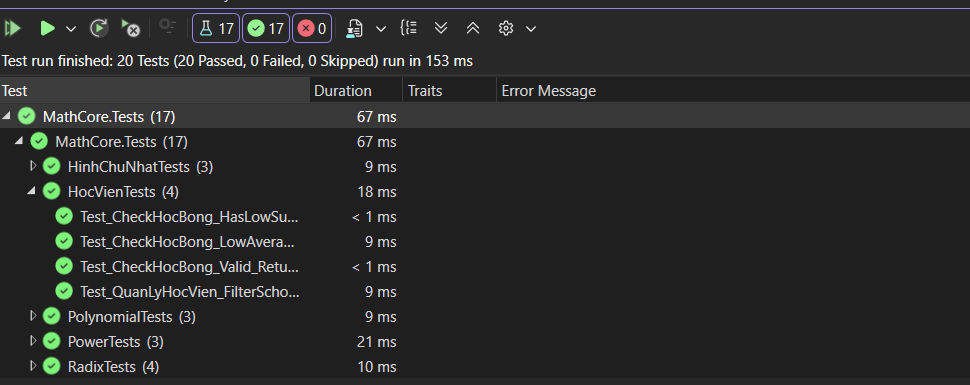 17 17 0
Test run finished: 20 Tests (20 Passed, 0 Failed, 0 Skipped) run in 153 ms
Test Duration Traits Error Message
MathCore.Tests (17) 67 ms
MathCore.Tests (17) 67 ms
HinhChuNhatTests (3) 9 ms
HocVienTests (4) 18 ms
Test_CheckHocBong_HasLowSu... < 1 ms
Test_CheckHocBong_LowAvera... 9 ms
Test_CheckHocBong_Valid_Retu... < 1 ms
Test_QuanLyHocVien_FilterScho... 9 ms
PolynomialTests (3) 9 ms
PowerTests (3) 21 ms
RadixTests (4) 10 ms